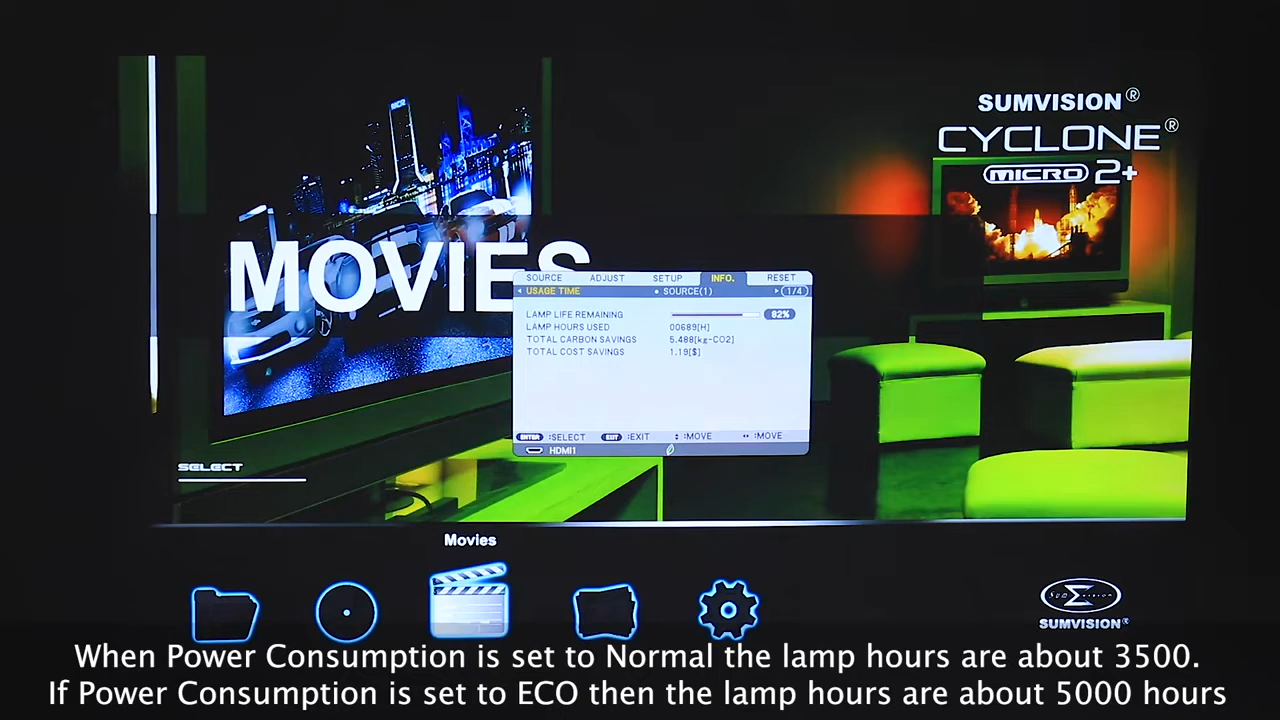 SUMVISION®
CYCLONE®
MICRO 2+
MOVIES
SOURCE ADJUST SETUP INFO. RESET
USAGE TIME SOURCE(1) (1/4)
LAMP LIFE REMAINING 82%
LAMP HOURS USED 00689[H]
TOTAL CARBON SAVINGS 5.488[kg-CO2]
TOTAL COST SAVINGS 1.19[$]
ENTER :SELECT EXIT :EXIT :MOVE :MOVE
HDMI1
SELECT
Movies
SUMVISION®
When Power Consumption is set to Normal the lamp hours are about 3500.
If Power Consumption is set to ECO then the lamp hours are about 5000 hours